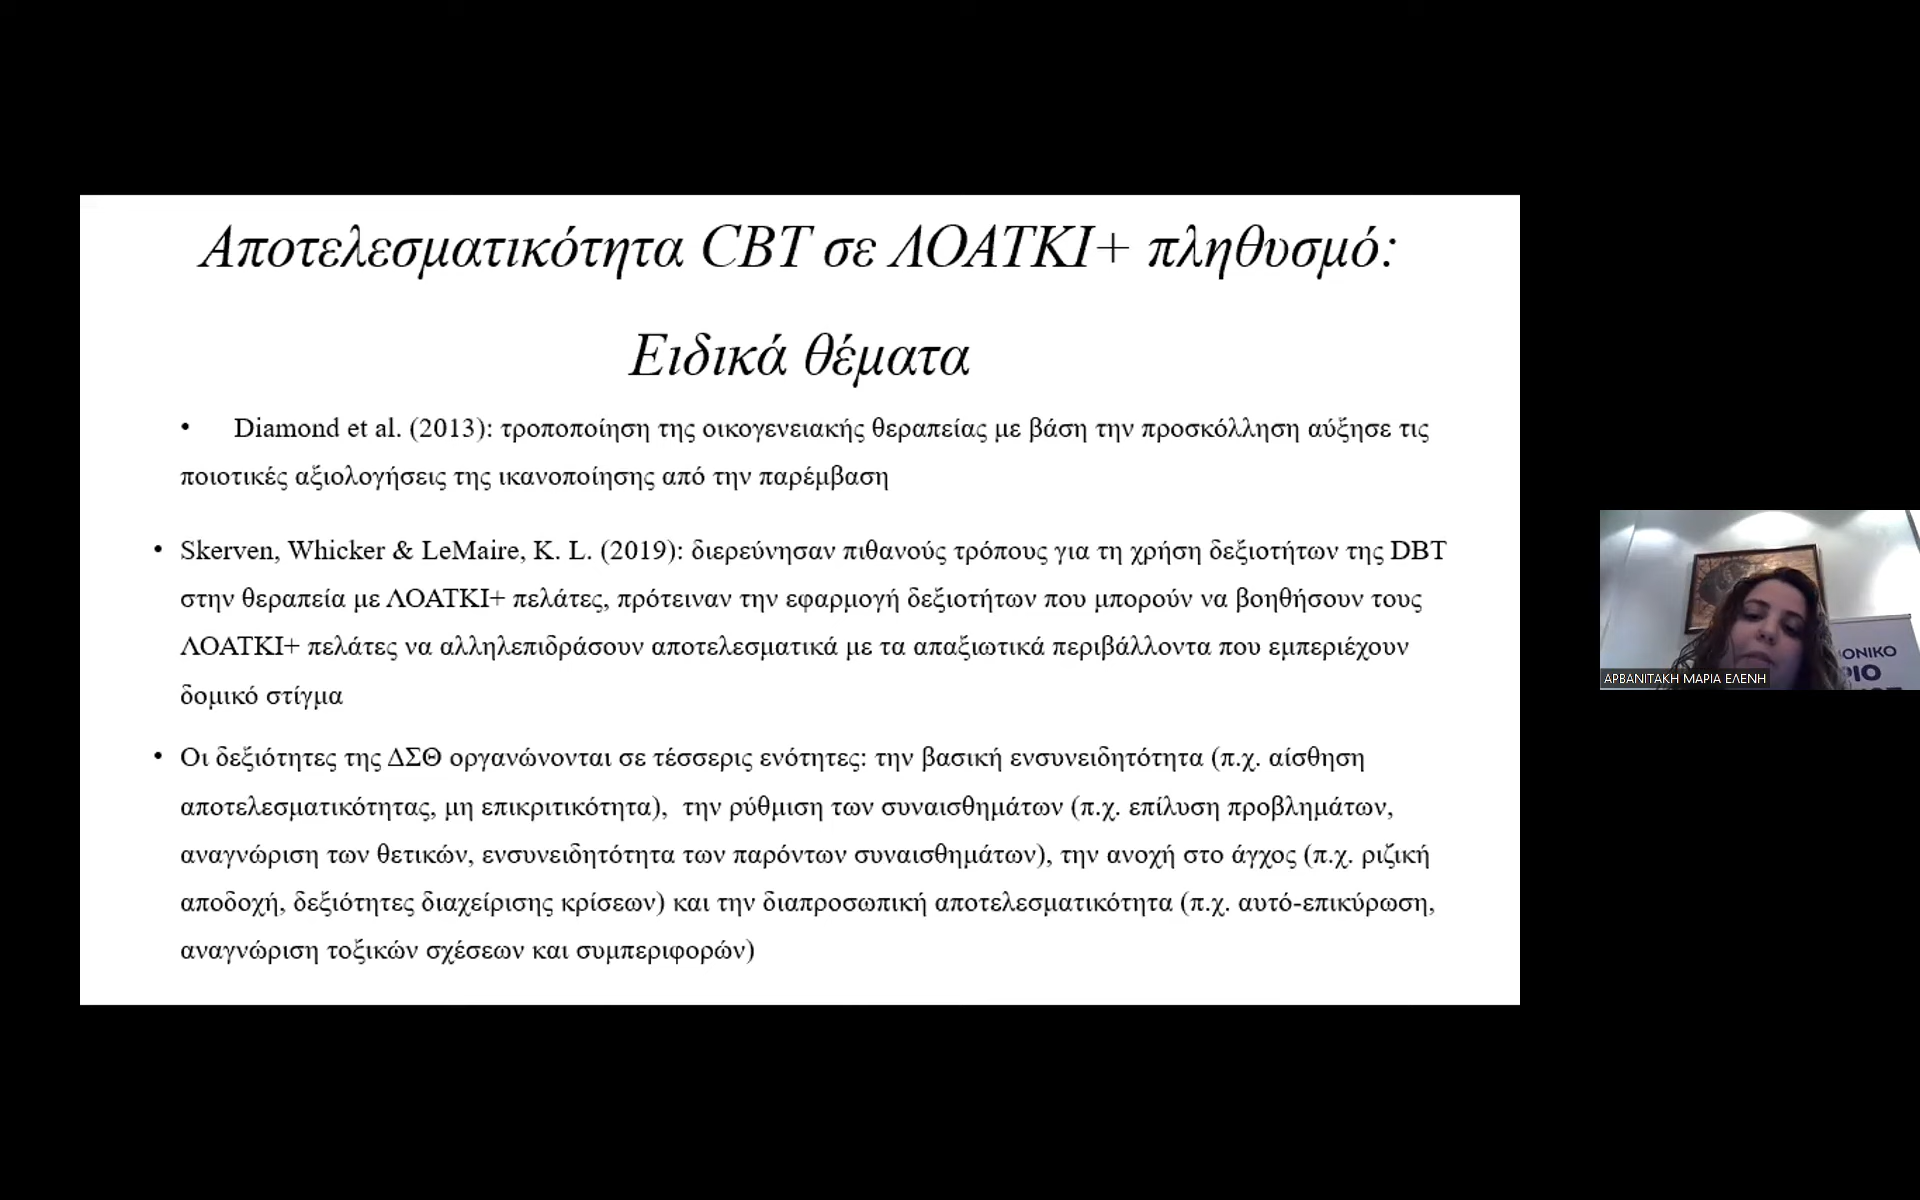 Αποτελεσματικότητα CBT σε ΛΟΑΤΚΙ+ πληθυσμό:
Ειδικά θέματα
• Diamond et al. (2013): τροποποίηση της οικογενειακής θεραπείας με βάση την προσκόλληση αύξησε τις
ποιοτικές αξιολογήσεις της ικανοποίησης από την παρέμβαση
• Skerven, Whicker & LeMaire, K. L. (2019): διερεύνησαν πιθανούς τρόπους για τη χρήση δεξιοτήτων της DBT
στην θεραπεία με ΛΟΑΤΚΙ+ πελάτες, πρότειναν την εφαρμογή δεξιοτήτων που μπορούν να βοηθήσουν τους
ΛΟΑΤΚΙ+ πελάτες να αλληλεπιδράσουν αποτελεσματικά με τα απαξιωτικά περιβάλλοντα που εμπεριέχουν
δομικό στίγμα
• Οι δεξιότητες της ΔΣΘ οργανώνονται σε τέσσερις ενότητες: την βασική ενσυνειδητότητα (π.χ. αίσθηση
αποτελεσματικότητας, μη επικριτικότητα), την ρύθμιση των συναισθημάτων (π.χ. επίλυση προβλημάτων,
αναγνώριση των θετικών, ενσυνειδητότητα των παρόντων συναισθημάτων), την ανοχή στο άγχος (π.χ. ριζική
αποδοχή, δεξιότητες διαχείρισης κρίσεων) και την διαπροσωπική αποτελεσματικότητα (π.χ. αυτό-επικύρωση,
αναγνώριση τοξικών σχέσεων και συμπεριφορών)
ΟΝΙΚΟ
ΡΙΟ
ΑΡΒΑΝΙΤΑΚΗ ΜΑΡΙΑ ΕΛΕΝΗ